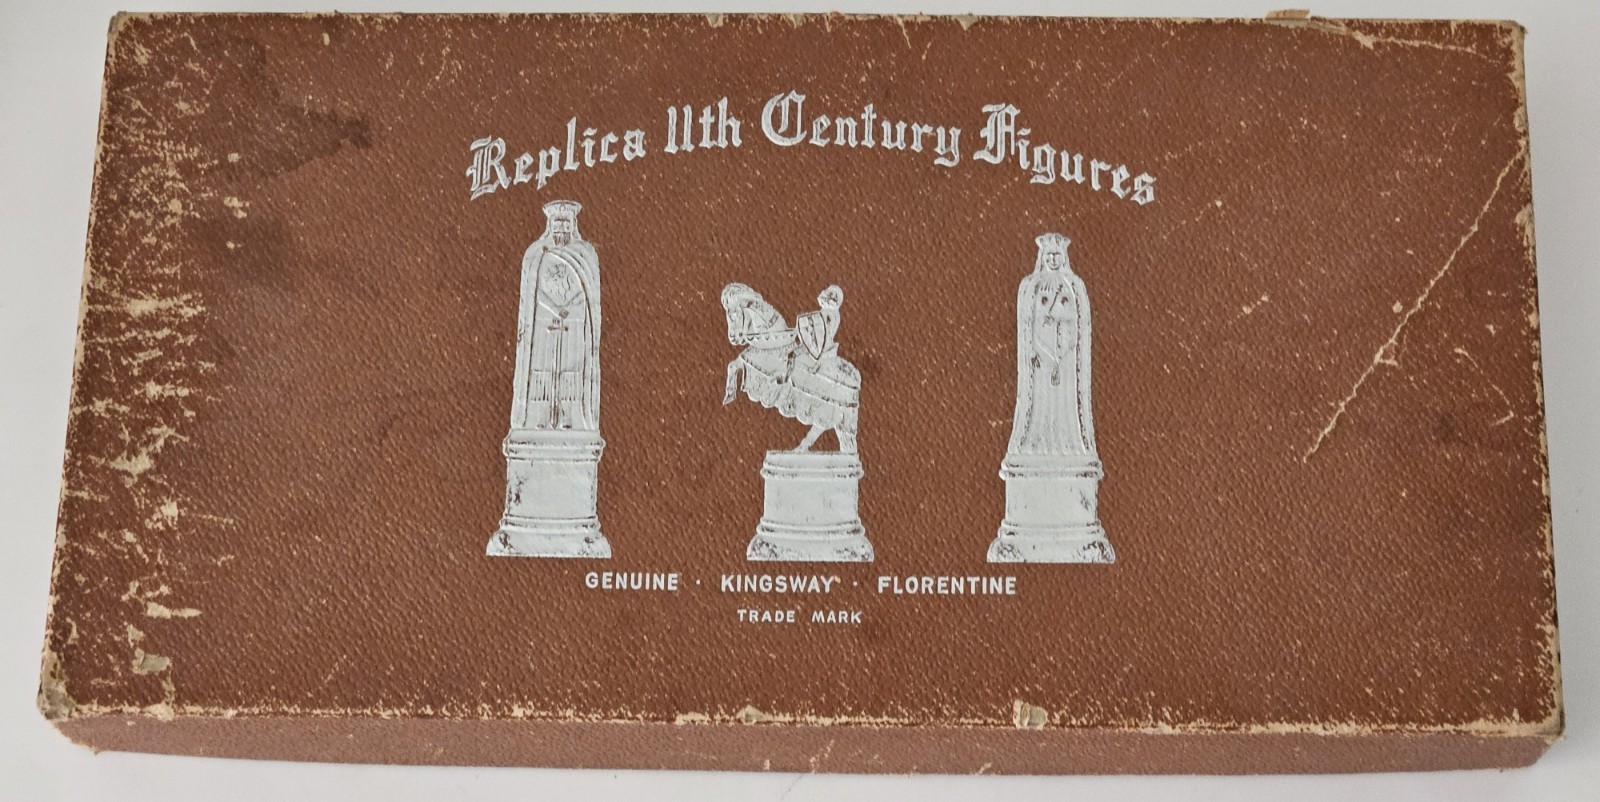 Replica 11th Century Figures
GENUINE · KINGSWAY · FLORENTINE
TRADE MARK